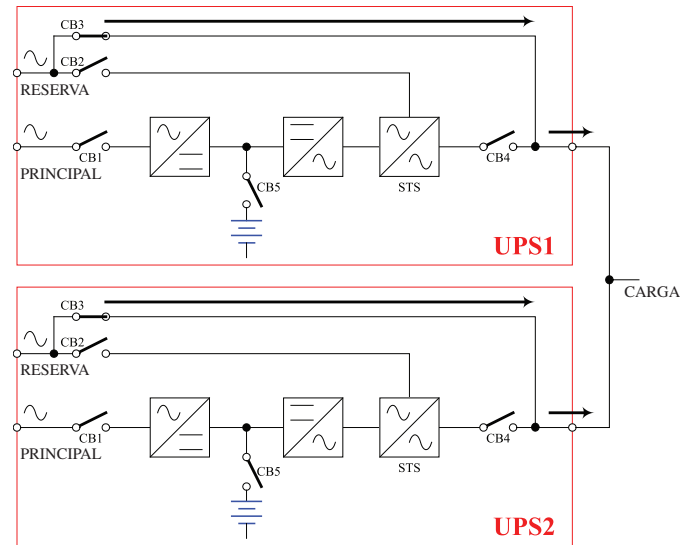 CB3
CB2
RESERVA
CB1
PRINCIPAL
CB5
STS
CB4
UPS1
CARGA
CB3
CB2
RESERVA
CB1
PRINCIPAL
CB5
STS
CB4
UPS2